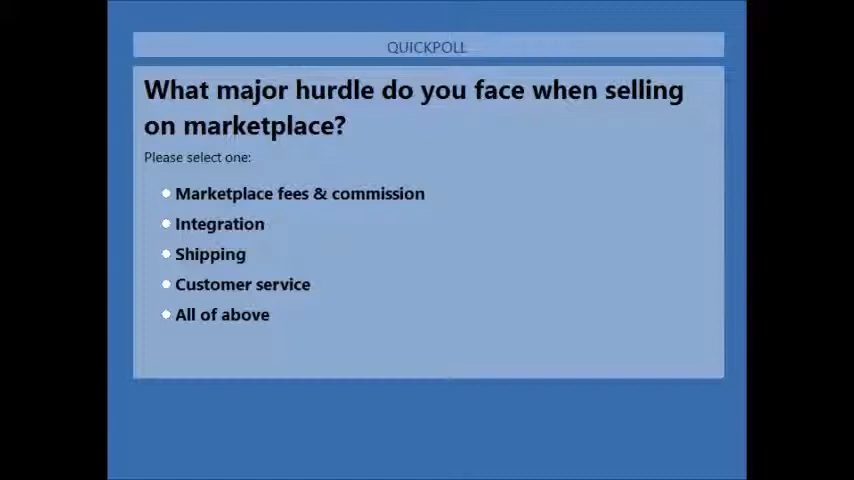 QUICKPOLL
What major hurdle do you face when selling
on marketplace?
Please select one:
Marketplace fees & commission
Integration
Shipping
Customer service
All of above